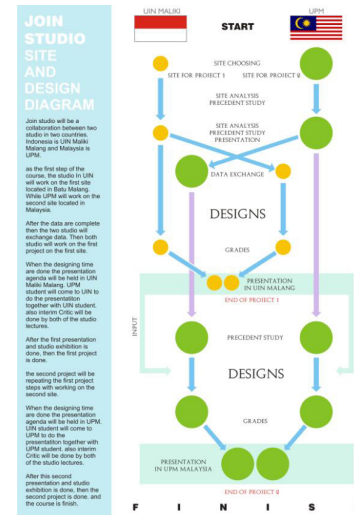 JOIN
STUDIO
SITE
AND
DESIGN
DIAGRAM
Join studio will be a
collaboration between two
studio in two countries.
Indonesia is UIN Maliki
Malang and Malaysia is
UPM.
as the first step of the
course, the studio In UIN
will work on the first site
located in Batu Malang.
While UPM will work on the
second site located in
Malaysia.
After the data are complete
then the two studio will
exchange data. Then both
studio will work on the first
project on the first site.
When the designing time
are done the presentation
agenda will be held in UIN
Maliki Malang. UPM
student will come to UIN to
do the presentatiton
together with UIN student.
also interim Critic will be
done by both of the studio
lectures.
After the first presentation
and studio exhibition is
done, then the first project
is done.
the second project will be
repeating the first project
steps with working on the
second site.
When the designing time
are done the presentation
agenda will be held in UPM.
UIN student will come to
UPM to do the
presentatiton together with
UPM student. also interim
Critic will be done by both
of the studio lectures.
After this second
presentation and studio
exhibition is done, then the
second project is done. and
the course is finish.
UIN MALIKI
UPM
START
SITE CHOOSING
SITE FOR PROJECT 1
SITE FOR PROJECT 2
SITE ANALYSIS
PRECEDENT STUDY
SITE ANALYSIS
PRECEDENT STUDY
PRESENTATION
DATA EXCHANGE
DESIGNS
GRADES
PRESENTATION
IN UIN MALANG
END OF PROJECT 1
INPUT
PRECEDENT STUDY
DESIGNS
GRADES
PRESENTATION
IN UPM MALAYSIA
END OF PROJECT 2
F I N I S